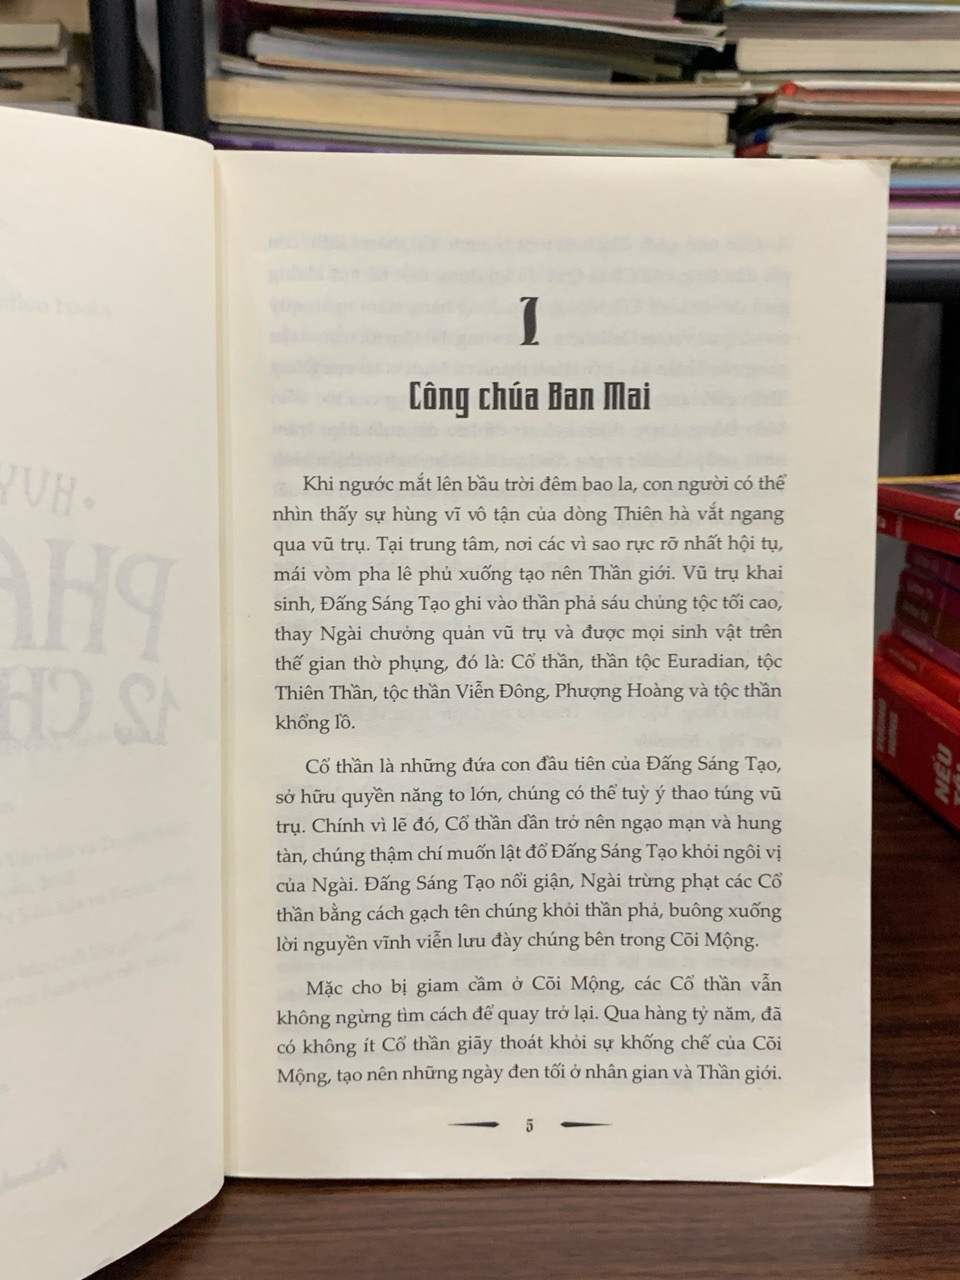 1
Công chúa Ban Mai
Khi ngước mắt lên bầu trời đêm bao la, con người có thể
nhìn thấy sự hùng vĩ vô tận của dòng Thiên hà vắt ngang
qua vũ trụ. Tại trung tâm, nơi các vì sao rực rỡ nhất hội tụ,
mái vòm pha lê phủ xuống tạo nên Thần giới. Vũ trụ khai
sinh, Đấng Sáng Tạo ghi vào thần phả sáu chủng tộc tối cao,
thay Ngài chưởng quản vũ trụ và được mọi sinh vật trên
thế gian thờ phụng, đó là: Cổ thần, thần tộc Euradian, tộc
Thiên Thần, tộc thần Viễn Đông, Phượng Hoàng và tộc thần
khổng lồ.
Cổ thần là những đứa con đầu tiên của Đấng Sáng Tạo,
sở hữu quyền năng to lớn, chúng có thể tuỳ ý thao túng vũ
trụ. Chính vì lẽ đó, Cổ thần dần trở nên ngạo mạn và hung
tàn, chúng thậm chí muốn lật đổ Đấng Sáng Tạo khỏi ngôi vị
của Ngài. Đấng Sáng Tạo nổi giận, Ngài trừng phạt các Cổ
thần bằng cách gạch tên chúng khỏi thần phả, buông xuống
lời nguyền vĩnh viễn lưu đày chúng bên trong Cõi Mộng.
Mặc cho bị giam cầm ở Cõi Mộng, các Cổ thần vẫn
không ngừng tìm cách để quay trở lại. Qua hàng tỷ năm, đã
có không ít Cổ thần giãy thoát khỏi sự khống chế của Cõi
Mộng, tạo nên những ngày đen tối ở nhân gian và Thần giới.
5
NẾU